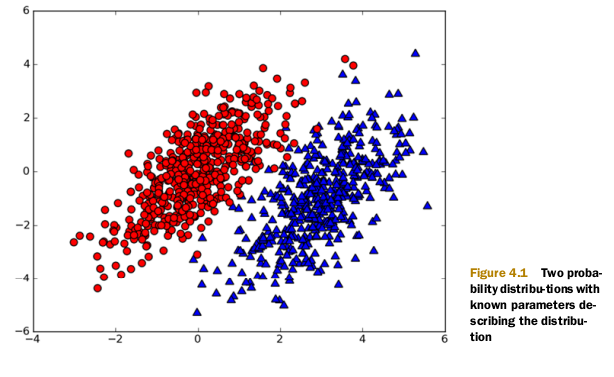 6
4
2
0
−2
−4
−6
−4
−2
0
2
4
6
Figure 4.1 Two proba-
bility distribu-tions with
known parameters de-
scribing the distribu-
tion